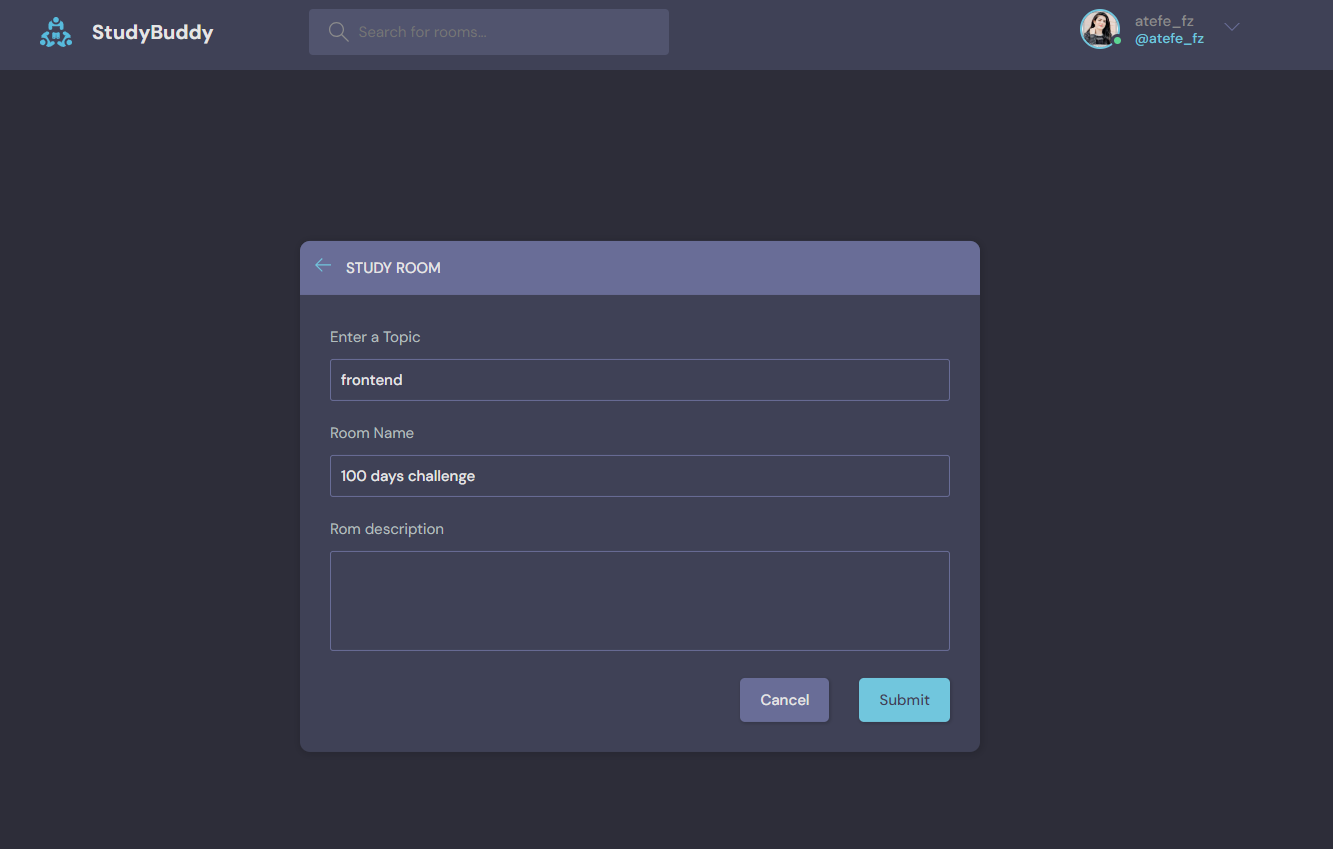 StudyBuddy
Search for rooms...
atefe_fz
@atefe_fz
STUDY ROOM
Enter a Topic
frontend
Room Name
100 days challenge
Rom description
Cancel
Submit